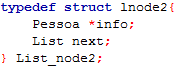 typedef struct lnode2{
Pessoa *info;
List next;
} List_node2;